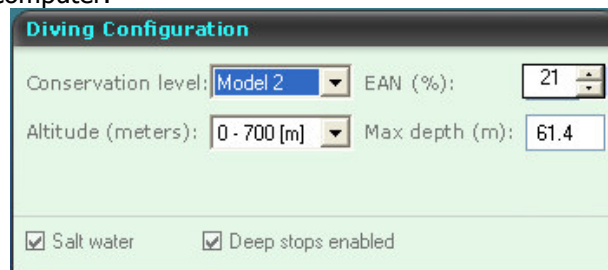 computer.
Diving Configuration
Conservation level: Model 2 EAN (%): 21
Altitude (meters): 0 - 700 [m] Max depth (m): 61.4
Salt water Deep stops enabled